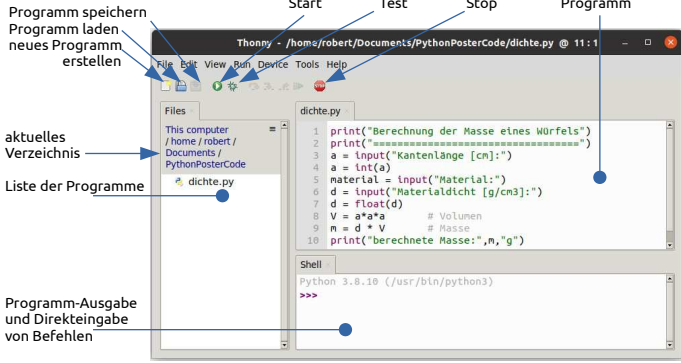 Start Test Stop Programm
Programm speichern
Programm laden
neues Programm
erstellen
Thonny - /home/robert/Documents/PythonPosterCode/dichte.py @ 11:1
File Edit View Run Device Tools Help
Files
This computer
/ home / robert /
Documents /
PythonPosterCode
dichte.py
aktuelles
Verzeichnis
Liste der Programme
dichte.py
1 print("Berechnung der Masse eines Würfels")
2 print("===================================")
3 a = input("Kantenlänge [cm]:")
4 a = int(a)
5 material = input("Material:")
6 d = input("Materialdicht [g/cm3]:")
7 d = float(d)
8 V = a*a*a # Volumen
9 m = d * V # Masse
10 print("berechnete Masse:",m,"g")
Shell
Python 3.8.10 (/usr/bin/python3)
>>>
Programm-Ausgabe
und Direkteingabe
von Befehlen